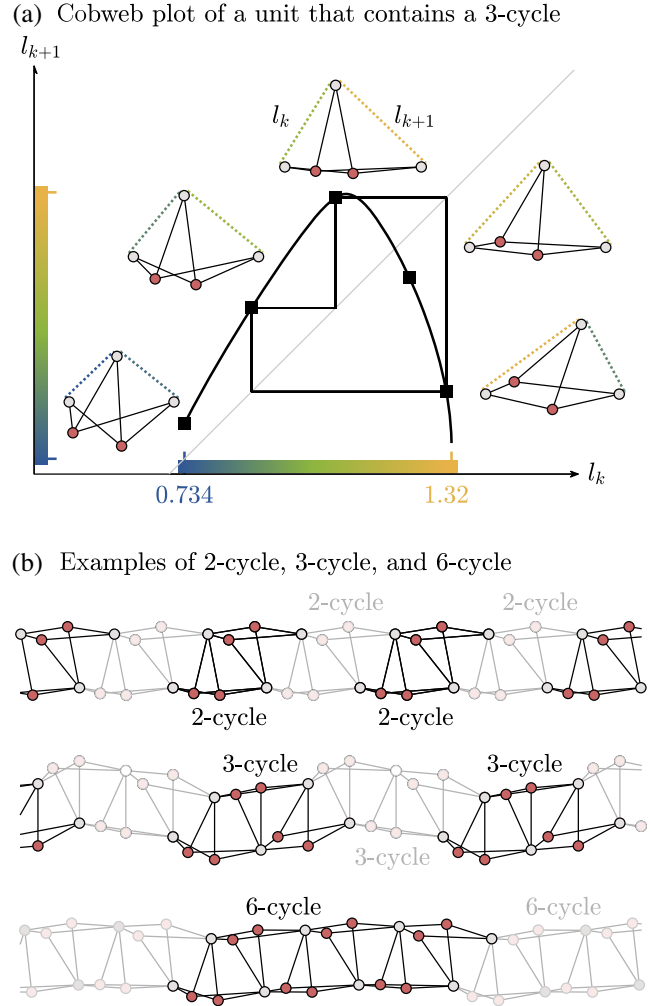 (a) Cobweb plot of a unit that contains a 3-cycle
l_{k+1}
l_k
l_{k+1}
l_k
0.734
1.32
(b) Examples of 2-cycle, 3-cycle, and 6-cycle
2-cycle 2-cycle
2-cycle 2-cycle
3-cycle 3-cycle
3-cycle
6-cycle 6-cycle